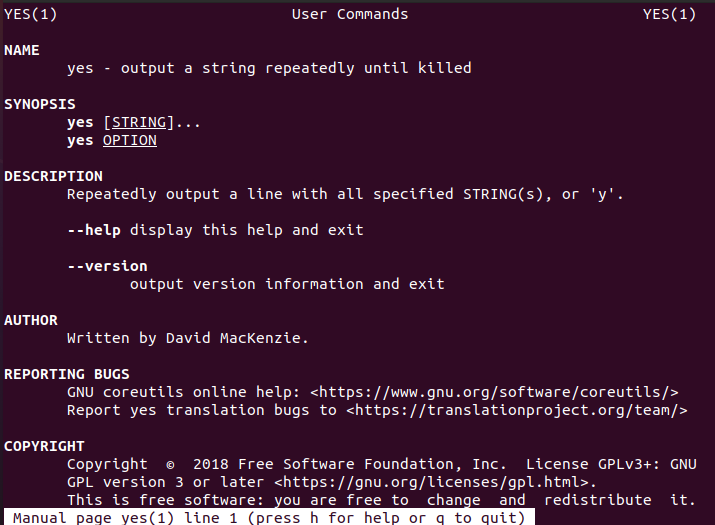 YES(1) User Commands YES(1)
NAME
yes - output a string repeatedly until killed
SYNOPSIS
yes [STRING]...
yes OPTION
DESCRIPTION
Repeatedly output a line with all specified STRING(s), or 'y'.
--help display this help and exit
--version
output version information and exit
AUTHOR
Written by David MacKenzie.
REPORTING BUGS
GNU coreutils online help: <https://www.gnu.org/software/coreutils/>
Report yes translation bugs to <https://translationproject.org/team/>
COPYRIGHT
Copyright © 2018 Free Software Foundation, Inc. License GPLv3+: GNU
GPL version 3 or later <https://gnu.org/licenses/gpl.html>.
This is free software: you are free to change and redistribute it.
Manual page yes(1) line 1 (press h for help or q to quit)